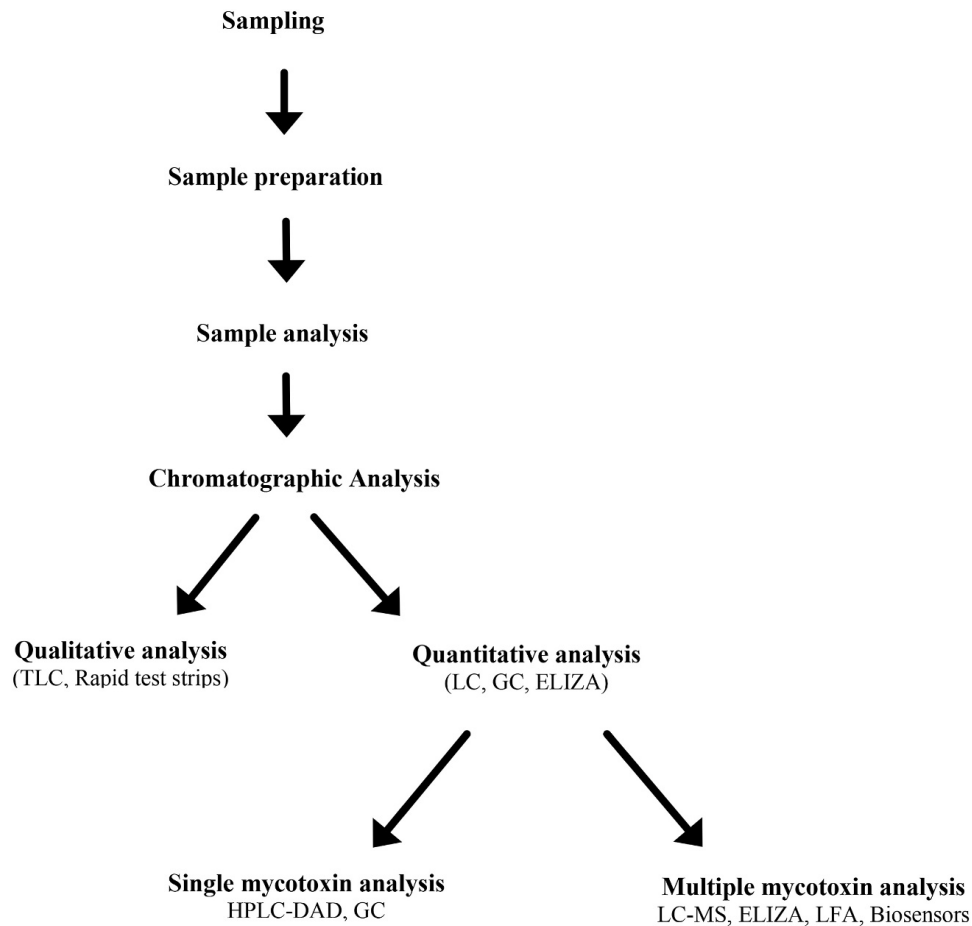 Sampling
Sample preparation
Sample analysis
Chromatographic Analysis
Qualitative analysis
(TLC, Rapid test strips)
Quantitative analysis
(LC, GC, ELIZA)
Single mycotoxin analysis
HPLC-DAD, GC
Multiple mycotoxin analysis
LC-MS, ELIZA, LFA, Biosensors